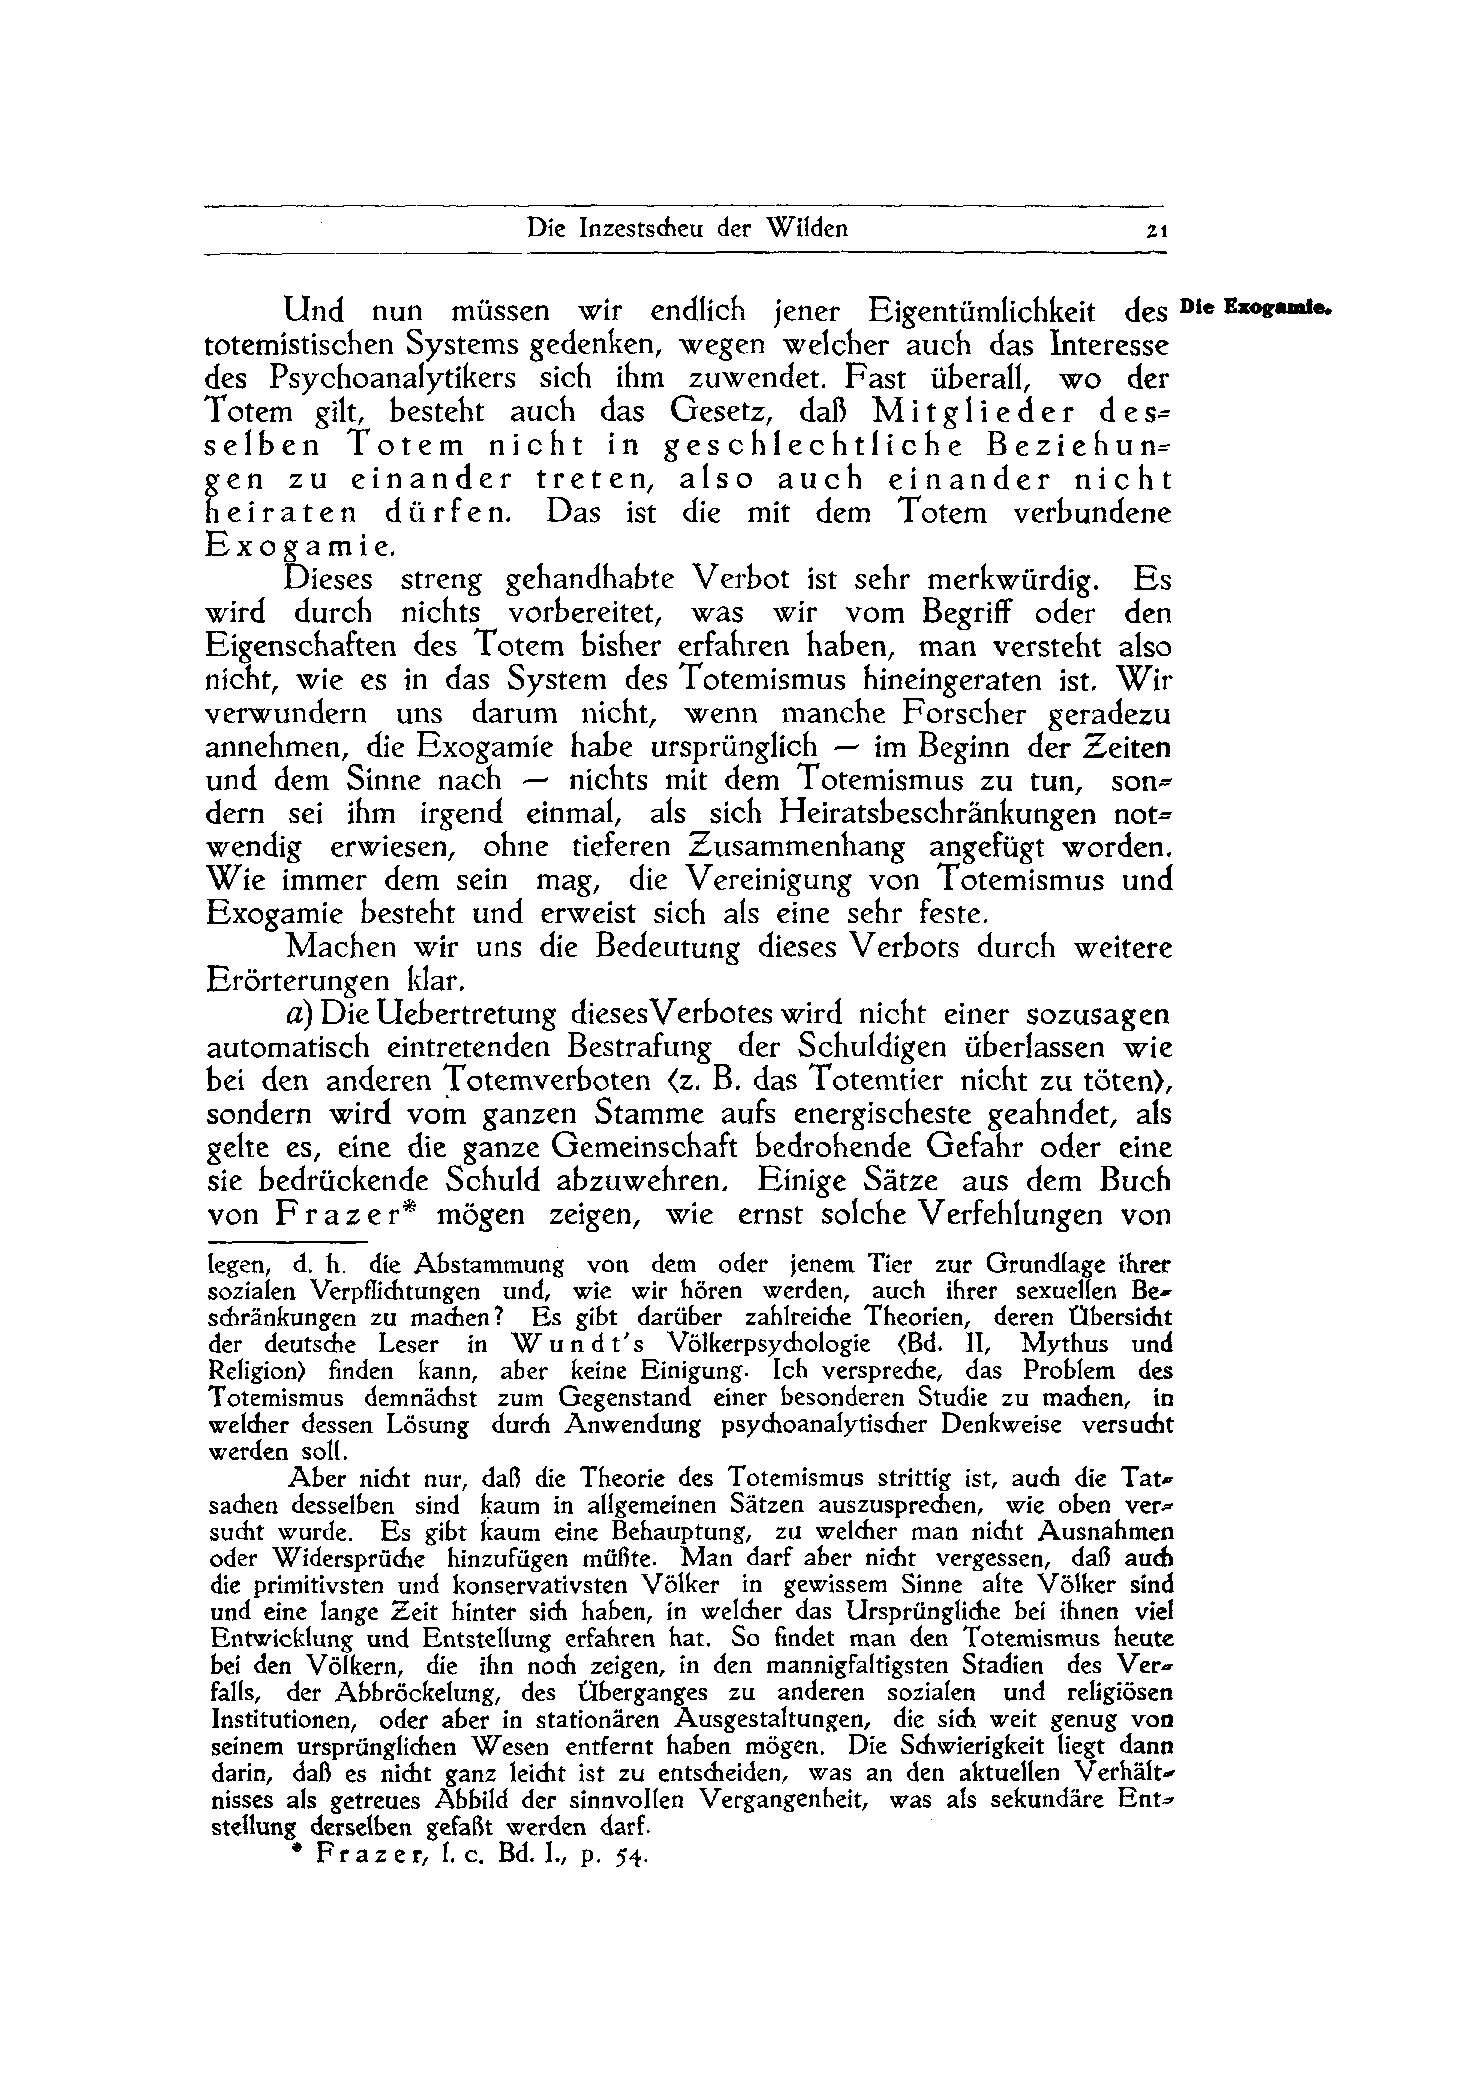 Die Inzestscheu der Wilden 21
Und nun müssen wir endlich jener Eigentümlichkeit des Die Exogamie.
totemistischen Systems gedenken, wegen welcher auch das Interesse
des Psychoanalytikers sich ihm zuwendet. Fast überall, wo der
Totem gilt, besteht auch das Gesetz, daß Mitglieder des-
selben Totem nicht in geschlechtliche Beziehun-
gen zu einander treten, also auch einander nicht
heiraten dürfen. Das ist die mit dem Totem verbundene
Exogamie.
Dieses streng gehandhabte Verbot ist sehr merkwürdig. Es
wird durch nichts vorbereitet, was wir vom Begriff oder den
Eigenschaften des Totem bisher erfahren haben, man versteht also
nicht, wie es in das System des Totemismus hineingeraten ist. Wir
verwundern uns darum nicht, wenn manche Forscher geradezu
annehmen, die Exogamie habe ursprünglich — im Beginn der Zeiten
und dem Sinne nach — nichts mit dem Totemismus zu tun, son-
dern sei ihm irgend einmal, als sich Heiratsbeschränkungen not-
wendig erwiesen, ohne tieferen Zusammenhang angefügt worden.
Wie immer dem sein mag, die Vereinigung von Totemismus und
Exogamie besteht und erweist sich als eine sehr feste.
Machen wir uns die Bedeutung dieses Verbots durch weitere
Erörterungen klar.
a) Die Uebertretung dieses Verbotes wird nicht einer sozusagen
automatisch eintretenden Bestrafung der Schuldigen überlassen wie
bei den anderen Totemverboten (z. B. das Totemtier nicht zu töten),
sondern wird vom ganzen Stamme aufs energischeste geahndet, als
gelte es, eine die ganze Gemeinschaft bedrohende Gefahr oder eine
sie bedrückende Schuld abzuwehren. Einige Sätze aus dem Buch
von Frazer* mögen zeigen, wie ernst solche Verfehlungen von
legen, d. h. die Abstammung von dem oder jenem Tier zur Grundlage ihrer
sozialen Verpflichtungen und, wie wir hören werden, auch ihrer sexuellen Be-
schränkungen zu machen? Es gibt darüber zahlreiche Theorien, deren Übersicht
der deutsche Leser in Wundt's Völkerpsychologie (Bd. II, Mythus und
Religion) finden kann, aber keine Einigung. Ich verspreche, das Problem des
Totemismus demnächst zum Gegenstand einer besonderen Studie zu machen, in
welcher dessen Lösung durch Anwendung psychoanalytischer Denkweise versucht
werden soll.
Aber nicht nur, daß die Theorie des Totemismus strittig ist, auch die Tat-
sachen desselben sind kaum in allgemeinen Sätzen auszusprechen, wie oben ver-
sucht wurde. Es gibt kaum eine Behauptung, zu welcher man nicht Ausnahmen
oder Widersprüche hinzufügen müßte. Man darf aber nicht vergessen, daß auch
die primitivsten und konservativsten Völker in gewissem Sinne alte Völker sind
und eine lange Zeit hinter sich haben, in welcher das Ursprüngliche bei ihnen viel
Entwicklung und Entstellung erfahren hat. So findet man den Totemismus heute
bei den Völkern, die ihn noch zeigen, in den mannigfaltigsten Stadien des Ver-
falls, der Abbröckelung, des Überganges zu anderen sozialen und religiösen
Institutionen, oder aber in stationären Ausgestaltungen, die sich weit genug von
seinem ursprünglichen Wesen entfernt haben mögen. Die Schwierigkeit liegt dann
darin, daß es nicht ganz leicht ist zu entscheiden, was an den aktuellen Verhält-
nisses als getreues Abbild der sinnvollen Vergangenheit, was als sekundäre Ent-
stellung derselben gefaßt werden darf.
* Frazer, l. c. Bd. I., p. 54.